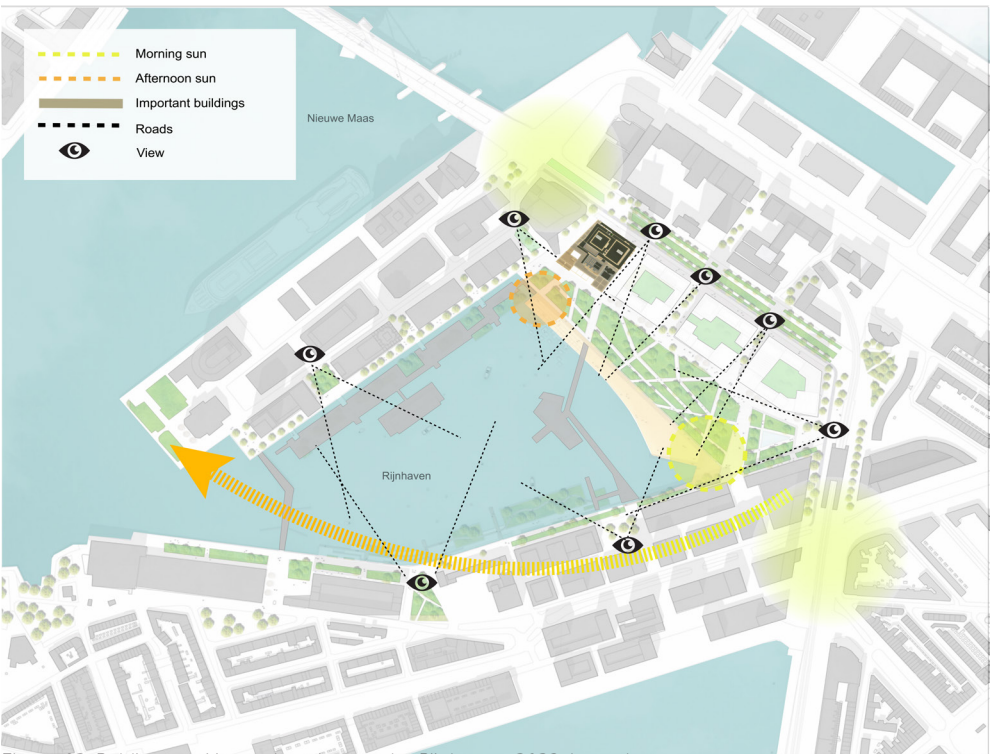 Morning sun
Afternoon sun
Important buildings
Roads
View
Nieuwe Maas
Rijnhaven